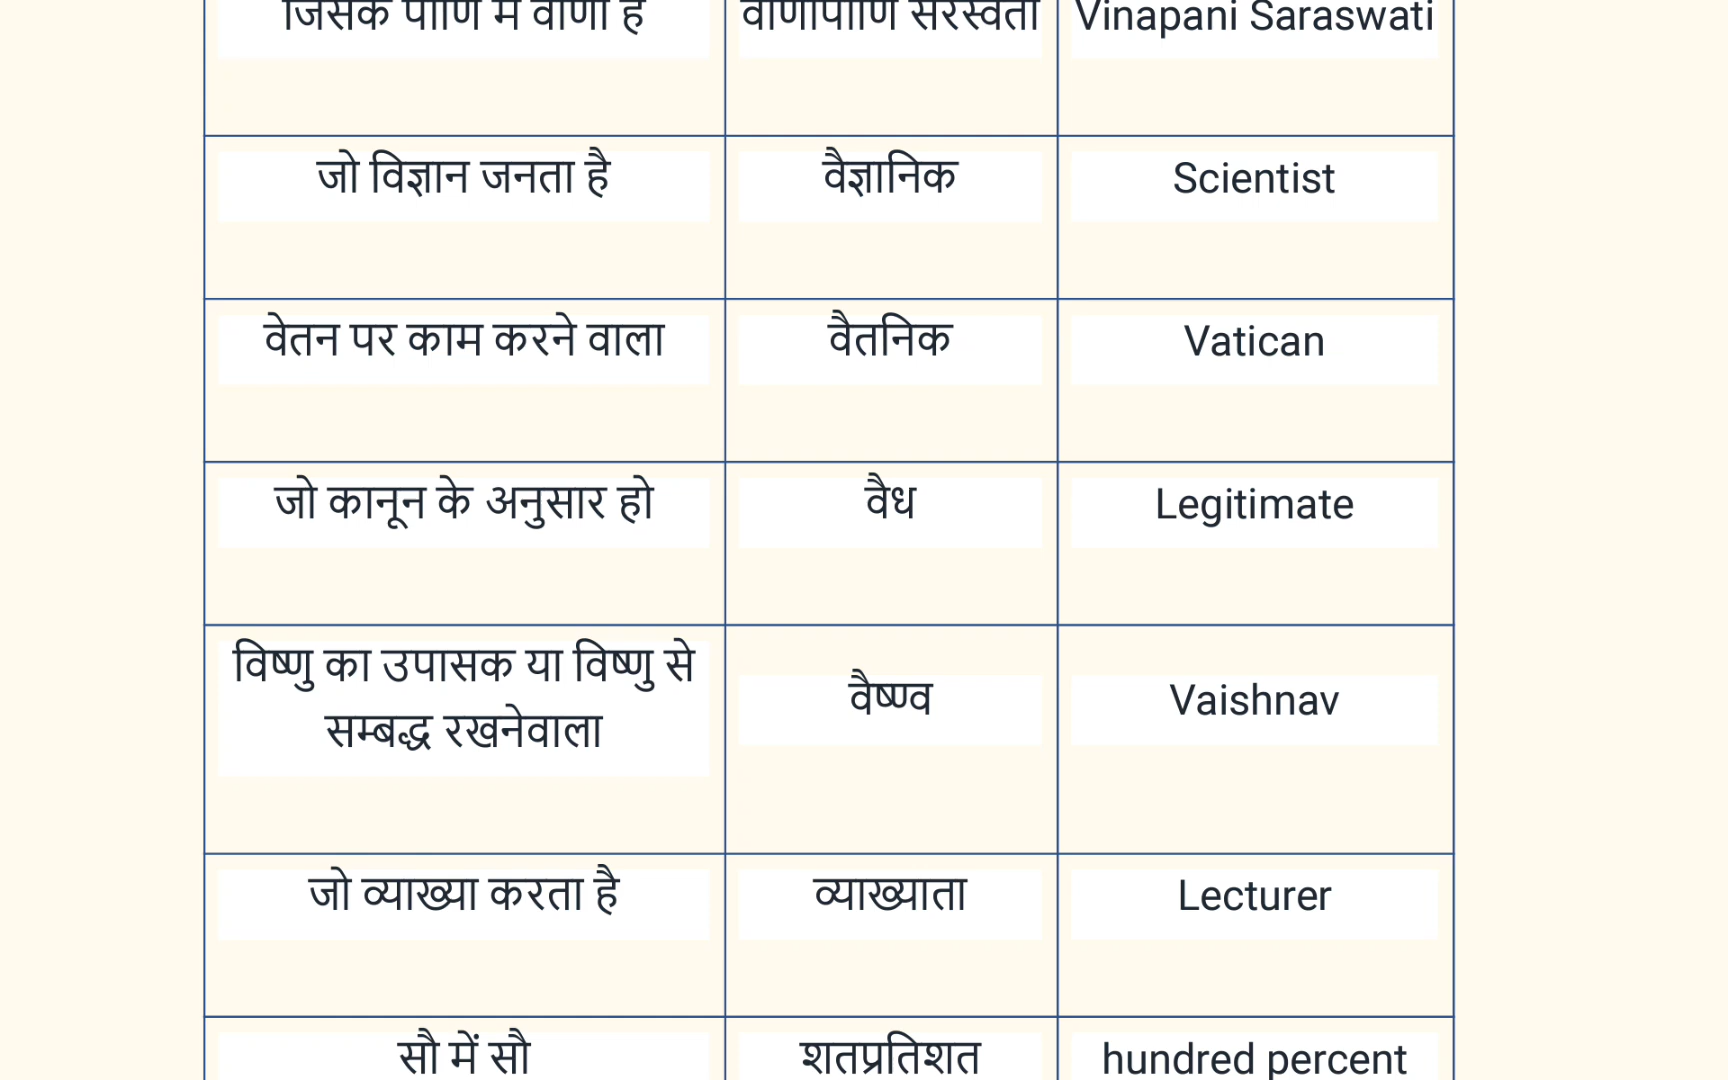 जिसके पाणि में वीणा है वीणापाणि सरस्वती Vinapani Saraswati
जो विज्ञान जनता है वैज्ञानिक Scientist
वेतन पर काम करने वाला वैतनिक Vatican
जो कानून के अनुसार हो वैध Legitimate
विष्णु का उपासक या विष्णु से
सम्बद्ध रखनेवाला
वैष्ण्व Vaishnav
जो व्याख्या करता है व्याख्याता Lecturer
सौ में सौ शतप्रतिशत hundred percent